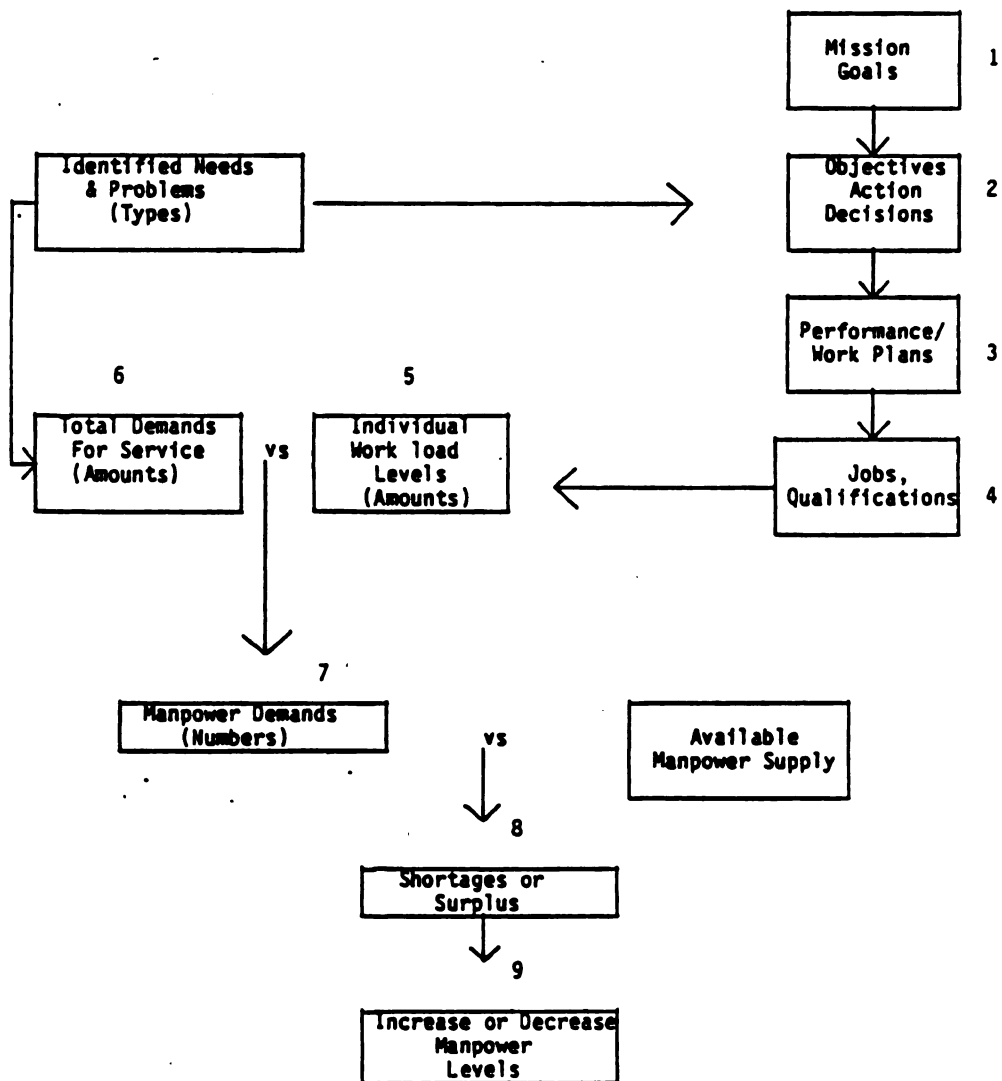 Mission
Goals
1
Identified Needs
& Problems
(Types)
Objectives
Action
Decisions
2
Performance/
Work Plans
3
6
5
Total Demands
For Service
(Amounts)
vs
Individual
Work load
Levels
(Amounts)
Jobs,
Qualifications
4
7
Manpower Demands
(Numbers)
vs
Available
Manpower Supply
8
Shortages or
Surplus
9
Increase or Decrease
Manpower
Levels